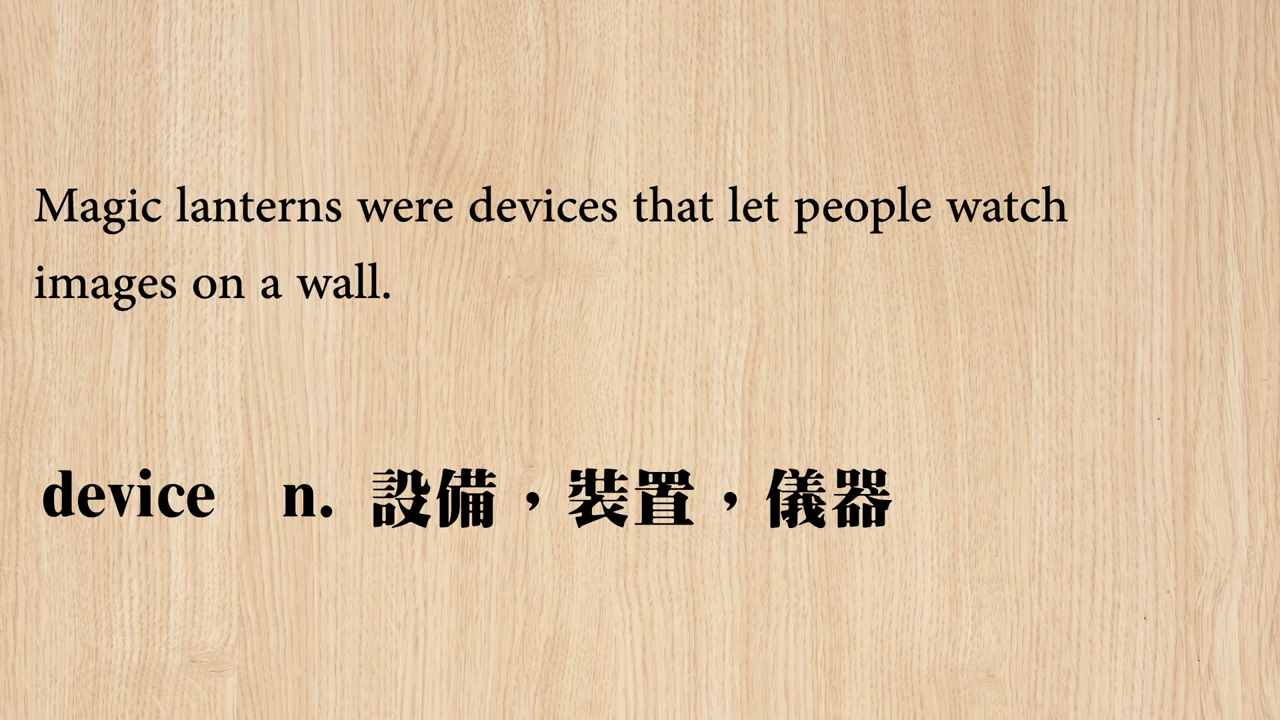 Magic lanterns were devices that let people watch
images on a wall.
device n. 設備，裝置，儀器